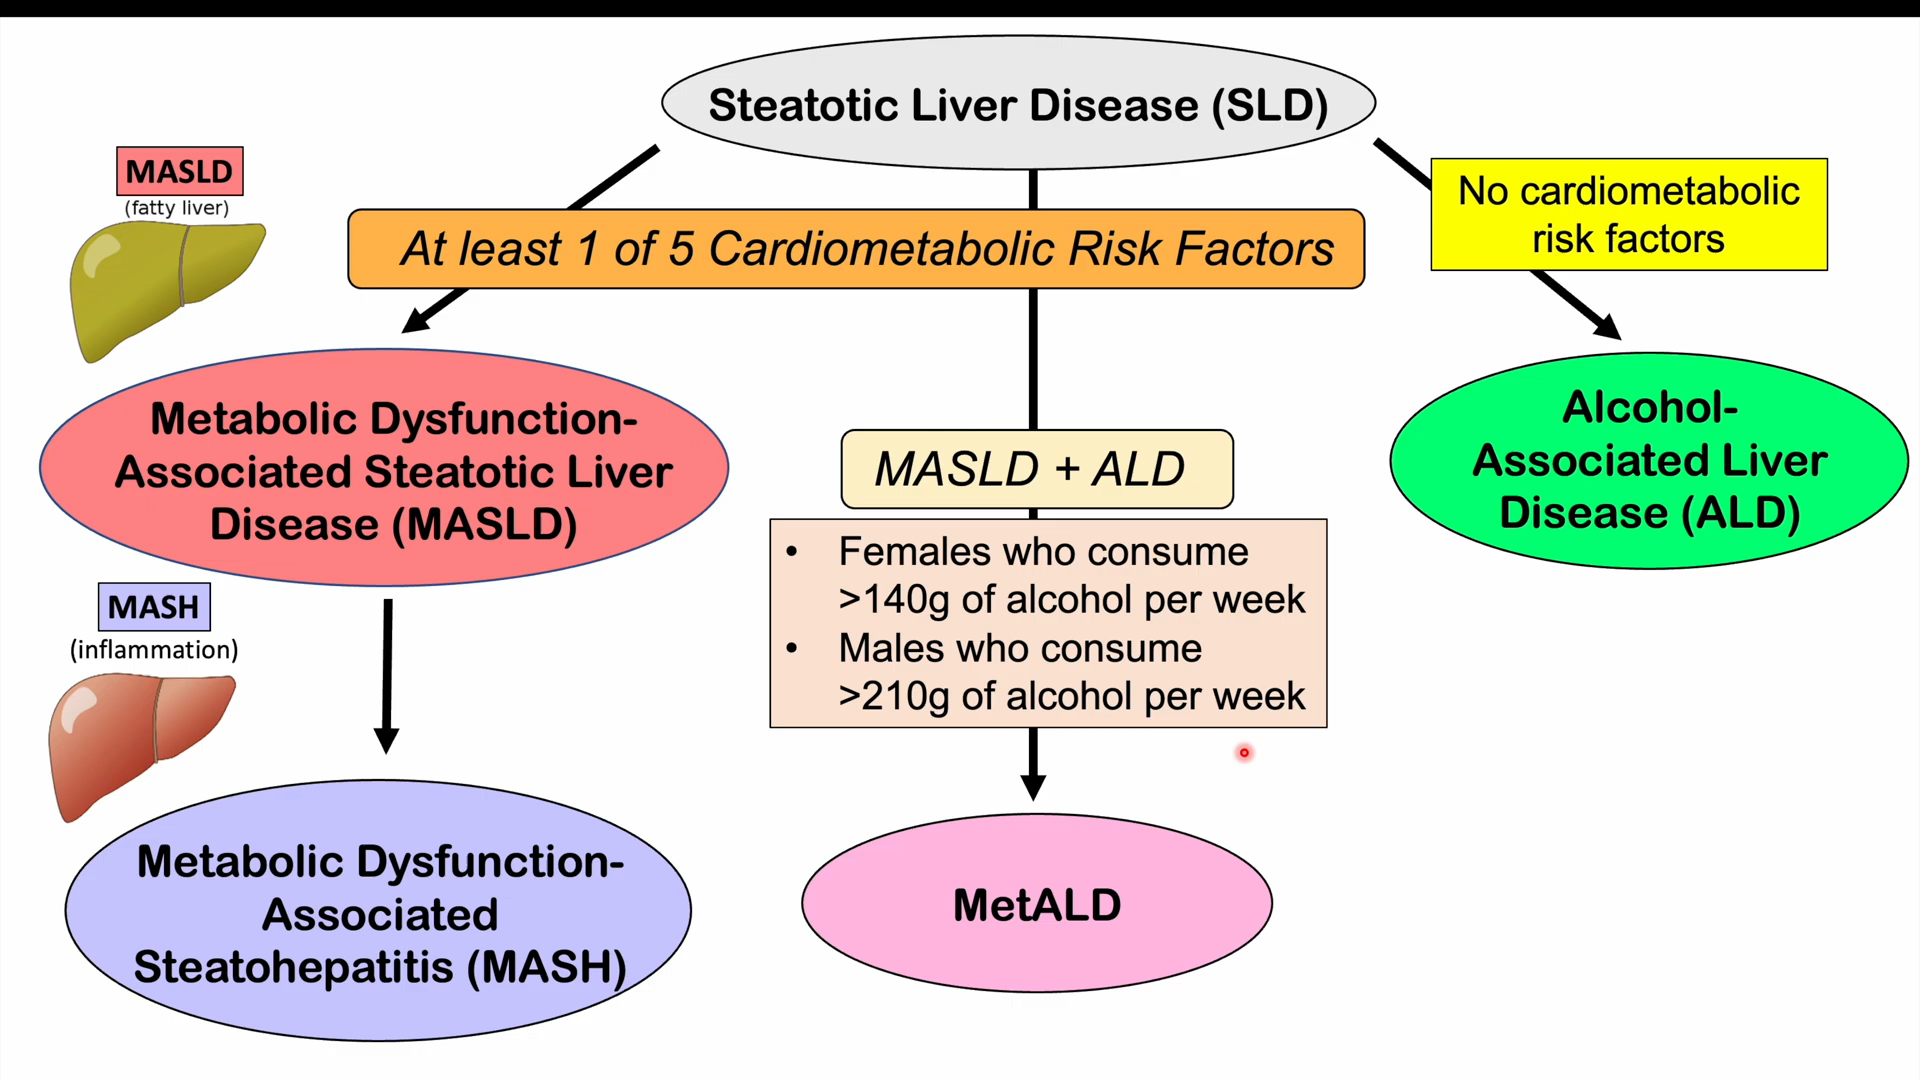 Steatotic Liver Disease (SLD)
MASLD
(fatty liver)
No cardiometabolic
risk factors
At least 1 of 5 Cardiometabolic Risk Factors
Metabolic Dysfunction-
Associated Steatotic Liver
Disease (MASLD)
MASLD + ALD
Alcohol-
Associated Liver
Disease (ALD)
• Females who consume
>140g of alcohol per week
• Males who consume
>210g of alcohol per week
MASH
(inflammation)
Metabolic Dysfunction-
Associated
Steatohepatitis (MASH)
MetALD